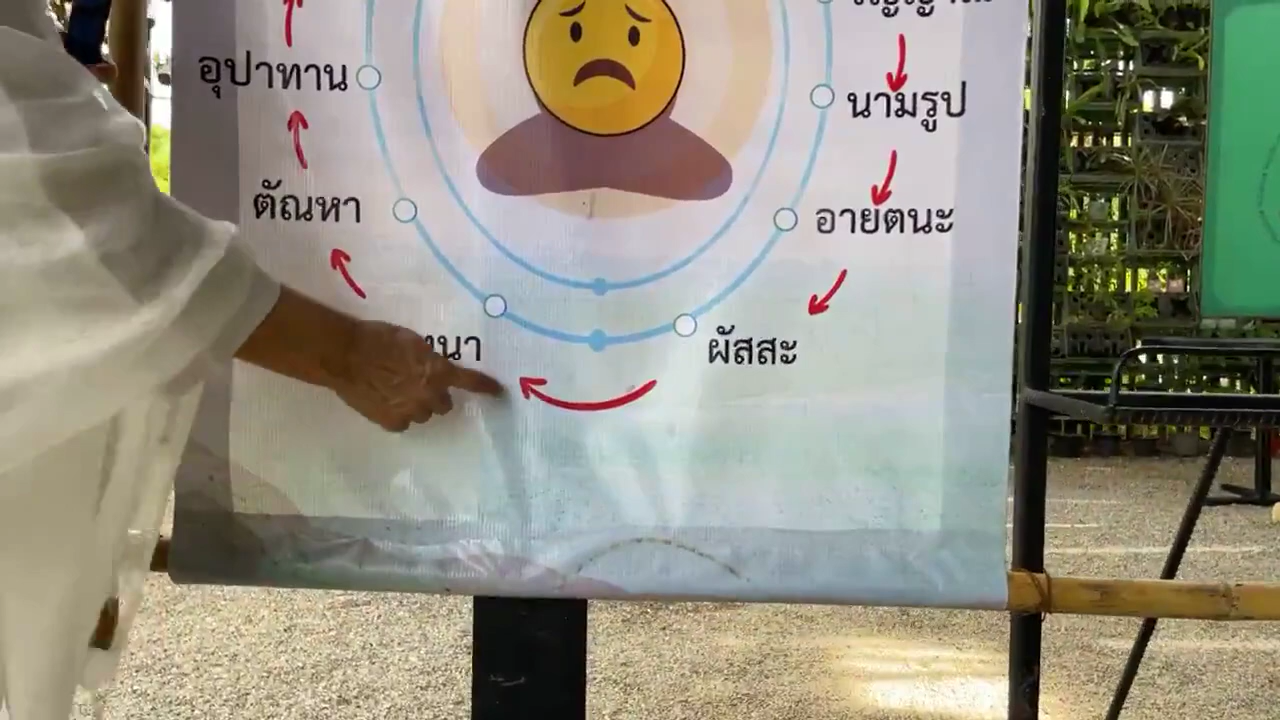 อุปาทาน
นามรูป
ตัณหา
อายตนะ
ผัสสะ